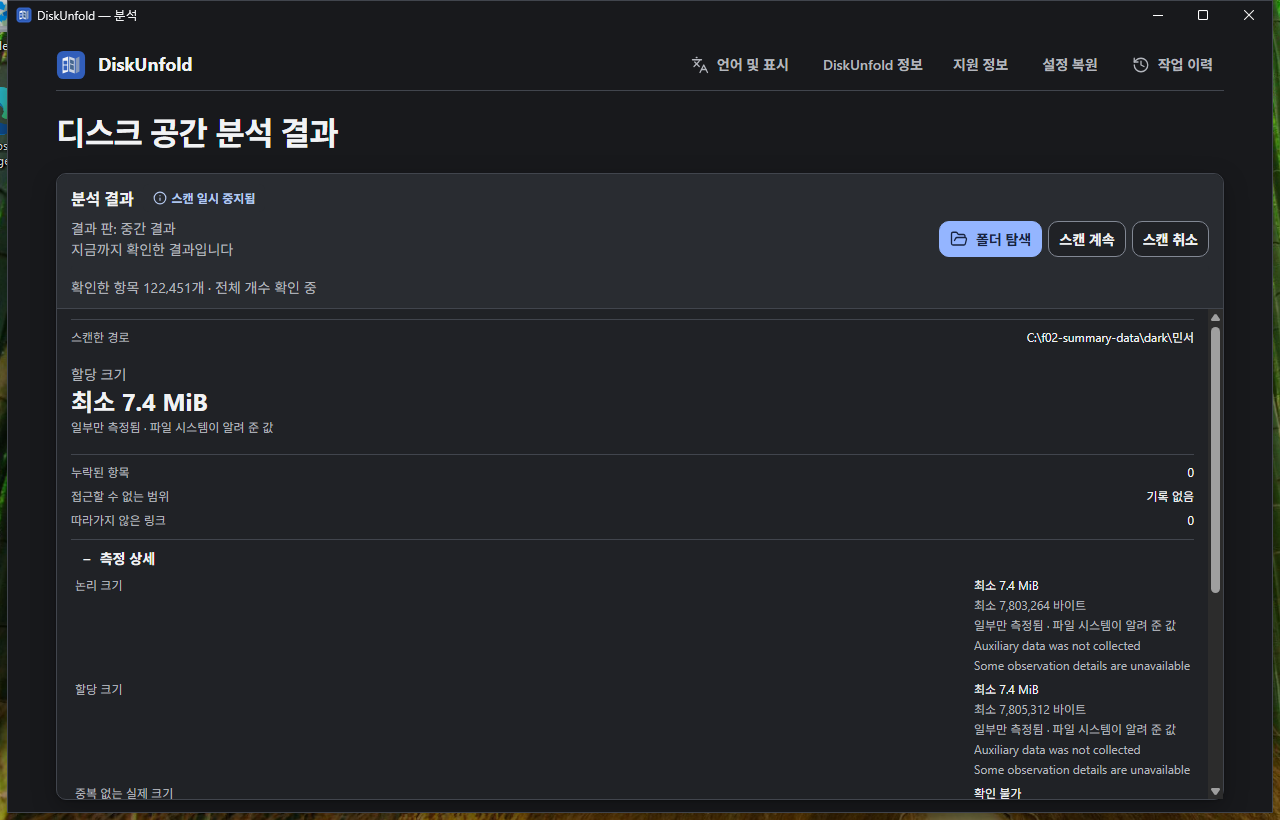 DiskUnfold — 분석
DiskUnfold
언어 및 표시
DiskUnfold 정보
지원 정보
설정 복원
작업 이력
디스크 공간 분석 결과
분석 결과
스캔 일시 중지됨
결과 판: 중간 결과
지금까지 확인한 결과입니다
폴더 탐색
스캔 계속
스캔 취소
확인한 항목 122,451개 · 전체 개수 확인 중
스캔한 경로
C:\f02-summary-data\dark\민서
할당 크기
최소 7.4 MiB
일부만 측정됨 · 파일 시스템이 알려 준 값
누락된 항목 0
접근할 수 없는 범위 기록 없음
따라가지 않은 링크 0
– 측정 상세
논리 크기 최소 7.4 MiB
최소 7,803,264 바이트
일부만 측정됨 · 파일 시스템이 알려 준 값
Auxiliary data was not collected
Some observation details are unavailable
할당 크기 최소 7.4 MiB
최소 7,805,312 바이트
일부만 측정됨 · 파일 시스템이 알려 준 값
Auxiliary data was not collected
Some observation details are unavailable
중복 없는 실제 크기 확인 불가